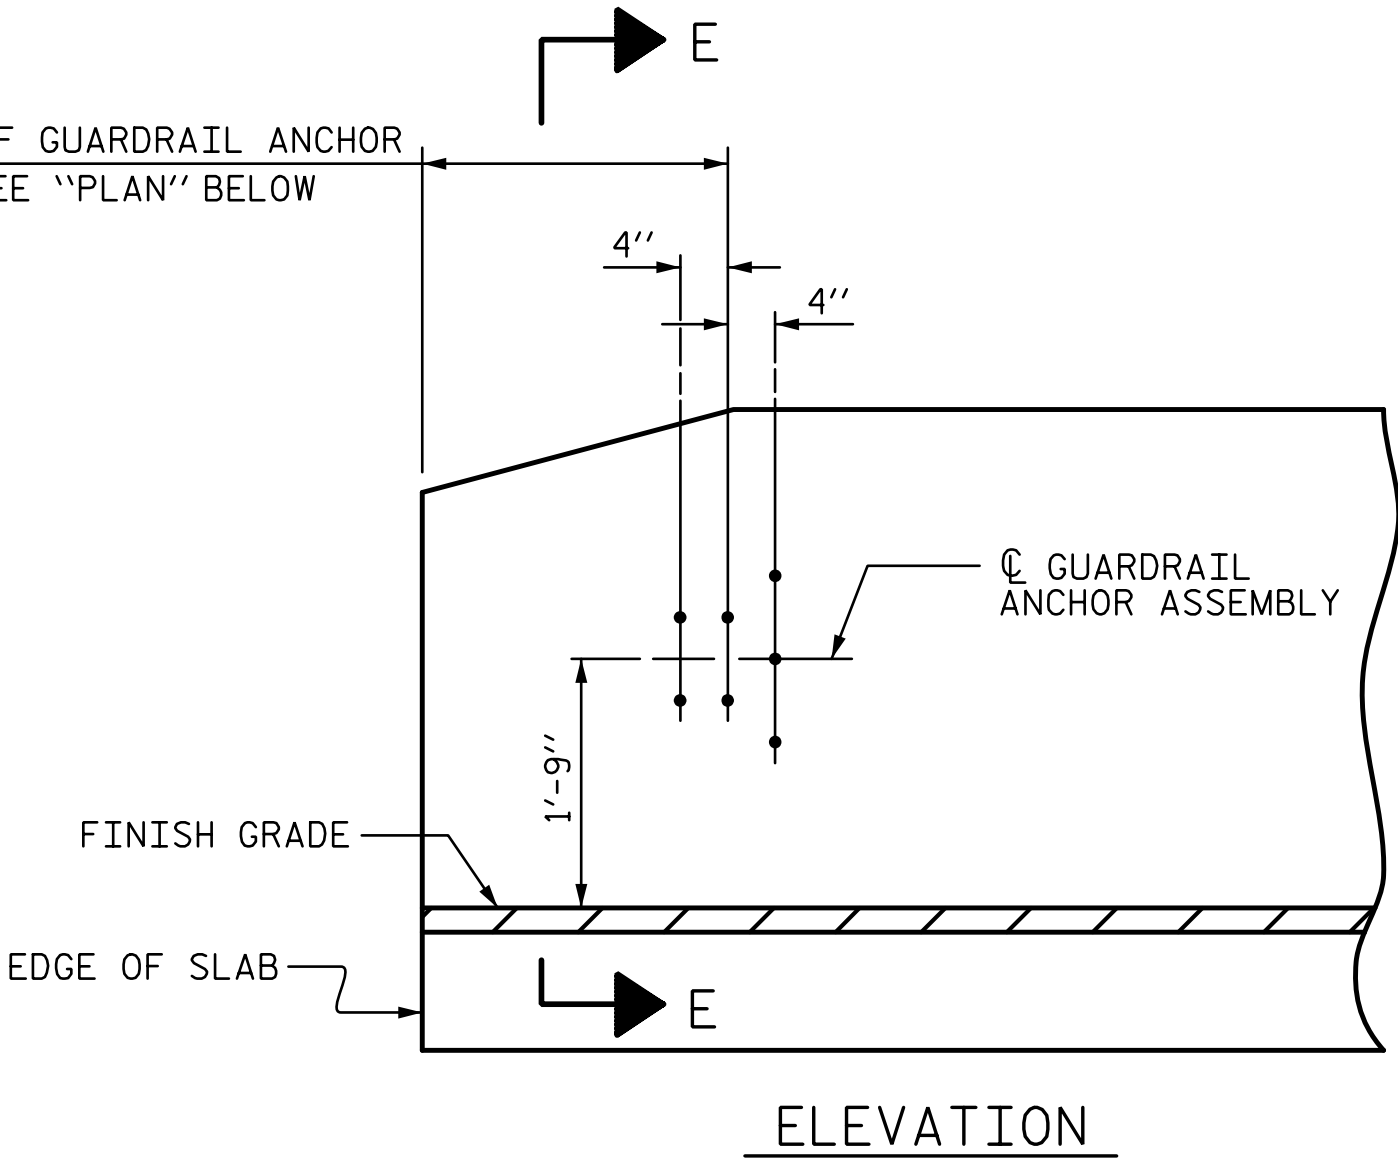 E
F GUARDRAIL ANCHOR
EE "PLAN" BELOW
4"
4"
℄ GUARDRAIL
ANCHOR ASSEMBLY
1'-9"
FINISH GRADE
EDGE OF SLAB
E
ELEVATION